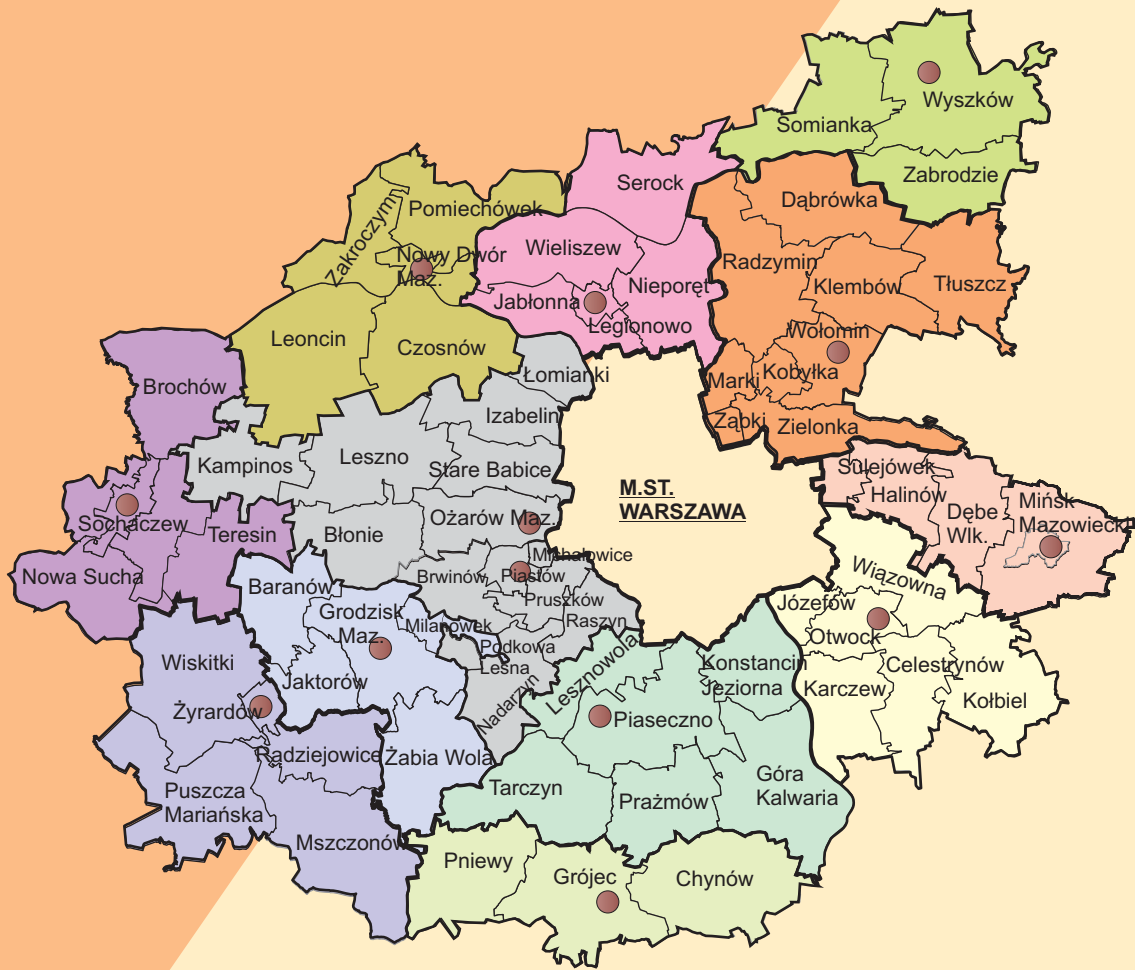 Wyszków
Somianka
Zabrodzie
Serock
Dąbrówka
Pomiechówek
Zakroczym
Wieliszew
Nowy Dwór
Maz.
Radzymin
Nieporęt
Klembów
Tłuszcz
Jabłonna
Legionowo
Wołomin
Leoncin
Czosnów
Łomianki
Kobyłka
Marki
Brochów
Izabelin
Ząbki
Zielonka
Kampinos
Leszno
Stare Babice
Sulejówek
Halinów
M.ST.
WARSZAWA
Mińsk
Mazowiecki
Dębe
Wlk.
Sochaczew
Teresin
Błonie
Ożarów Maz.
Michałowice
Nowa Sucha
Baranów
Brwinów
Piastów
Wiązowna
Pruszków
Józefów
Grodzisk
Maz.
Milanówek
Raszyn
Otwock
Podkowa
Leśna
Lesznowola
Wiskitki
Jaktorów
Konstancin
Jeziorna
Celestrynów
Karczew
Kołbiel
Nadarzyn
Żyrardów
Piaseczno
Radziejowice
Żabia Wola
Puszcza
Mariańska
Tarczyn
Prażmów
Góra
Kalwaria
Mszczonów
Pniewy
Grójec
Chynów